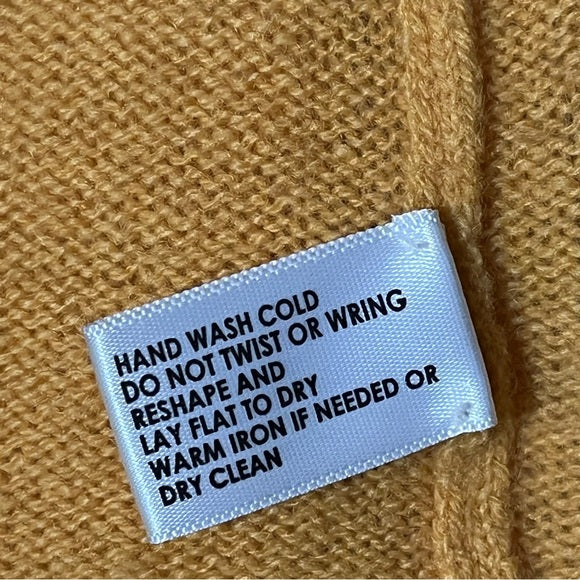 HAND WASH COLD
DO NOT TWIST OR WRING
RESHAPE AND
LAY FLAT TO DRY
WARM IRON IF NEEDED OR
DRY CLEAN